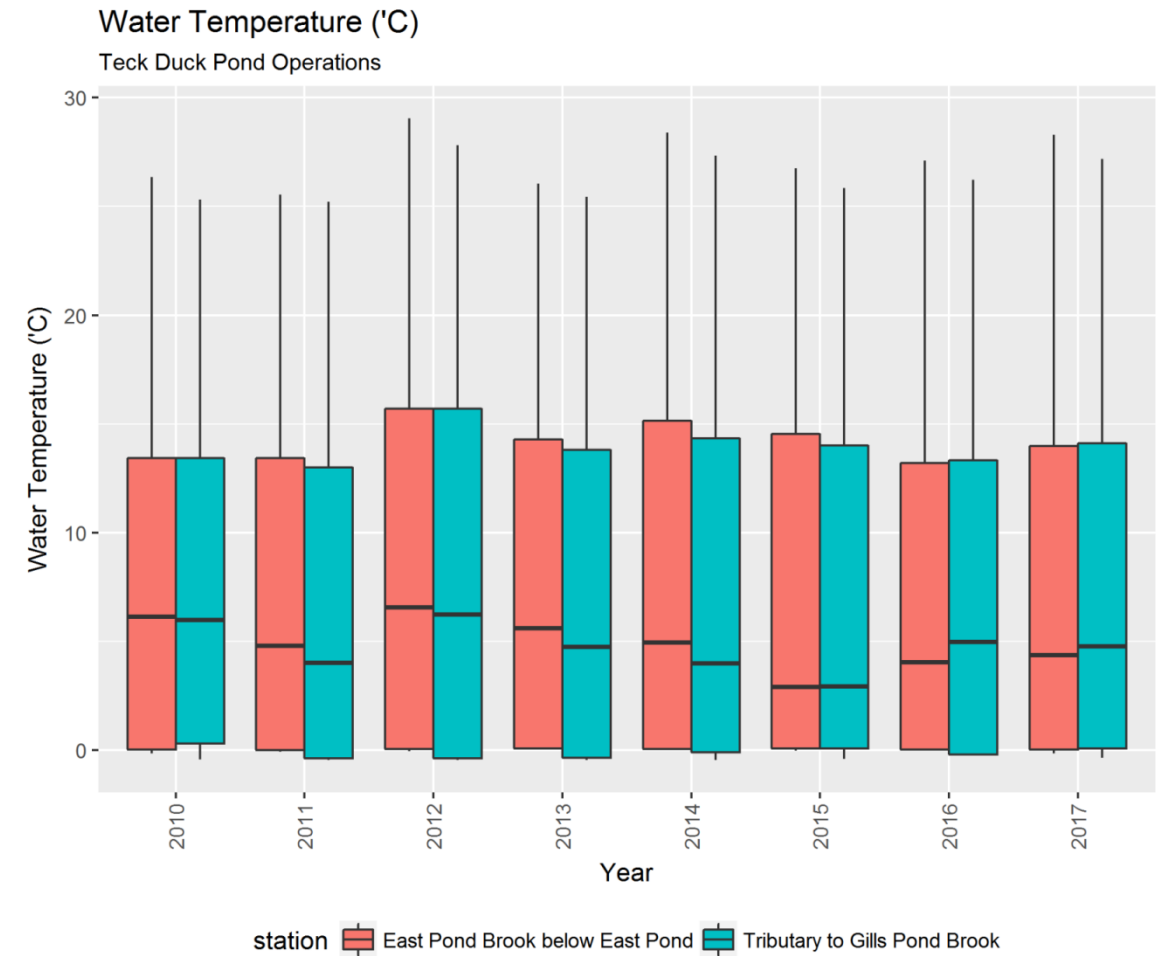 Water Temperature ('C)
Teck Duck Pond Operations
30
20
10
0
Water Temperature ('C)
2010
2011
2012
2013
2014
2015
2016
2017
Year
station East Pond Brook below East Pond Tributary to Gills Pond Brook